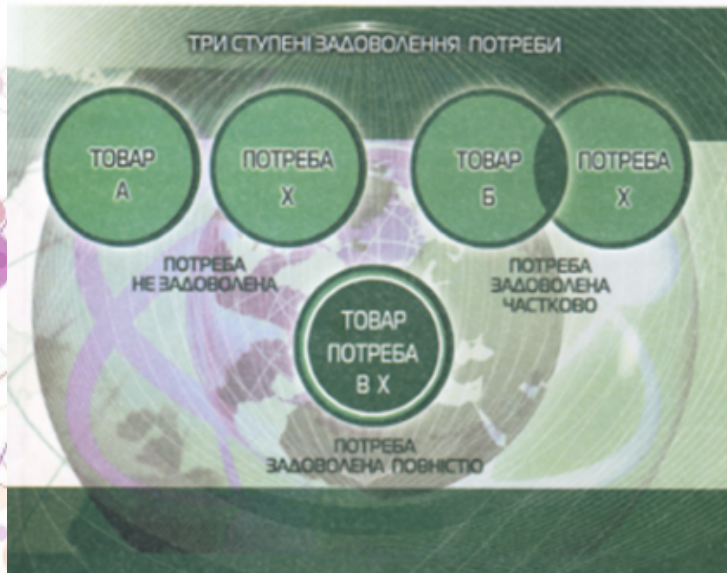 ТРИ СТУПЕНІ ЗАДОВОЛЕННЯ ПОТРЕБИ
ТОВАР
А
ПОТРЕБА
Х
ПОТРЕБА
НЕ ЗАДОВОЛЕНА
ТОВАР
Б
ПОТРЕБА
Х
ПОТРЕБА
ЗАДОВОЛЕНА
ЧАСТКОВО
ТОВАР
ПОТРЕБА
В Х
ПОТРЕБА
ЗАДОВОЛЕНА ПОВНІСТЮ